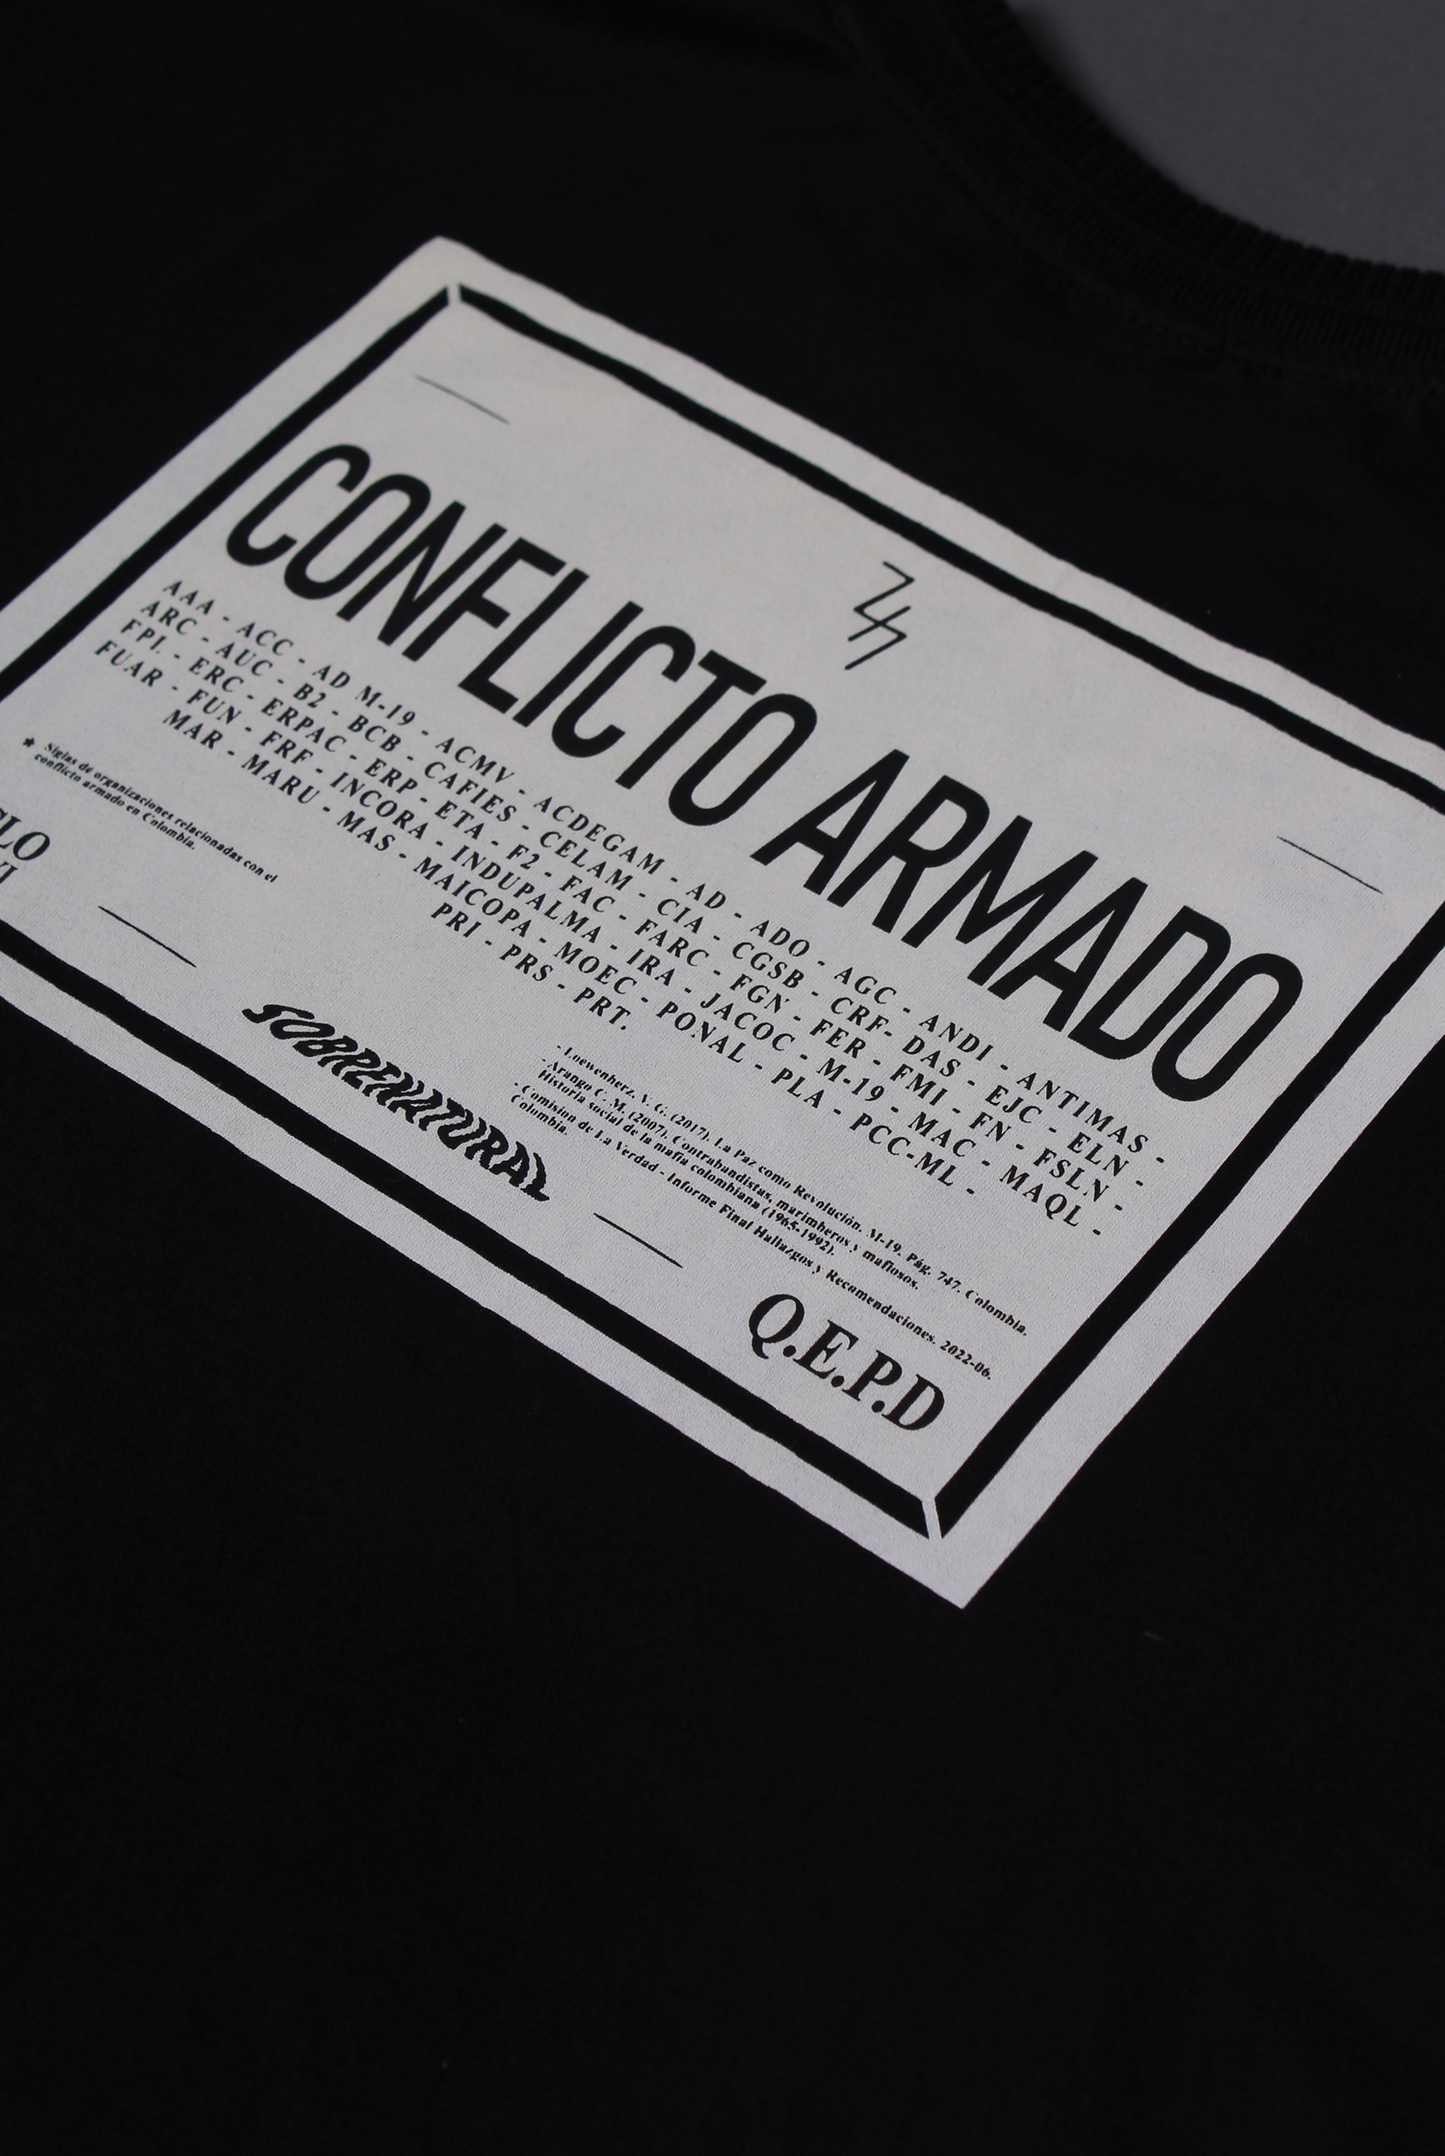 CONFLICTO ARMADO
AAA - ACC - AD M-19 - ACMV - ACDEGAM - AD - ADO - AGC - ANDI - ANTIMAS -
ARC - AUC - B2 - BCB - CAFIES - CELAM - CIA - CGSB - CRF- DAS - EJC - ELN -
FPL - ERC - ERPAC - ERP - ETA - F2 - FAC - FARC - FGN - FER - FMI - FN - FSLN -
FUAR - FUN - FRF - INCORA - INDUPALMA - IRA - JACOC - M-19 - MAC - MAQL -
MAR - MARU - MAS - MAICOPA - MOEC - PONAL - PLA - PCC-ML -
PRI - PRS - PRT.
* Siglas de organizaciones relacionadas con el
conflicto armado en Colombia.
- Loewenherz, V. G. (2017). La Paz como Revolución. M-19. Pág. 747. Colombia.
- Arango C. M. (2007). Contrabandistas, marimberos y mafiosos.
Historia social de la mafia colombiana (1965-1992).
- Comision de La Verdad - Informe Final Hallazgos y Recomendaciones. 2022-06.
Colombia.
SOBRENATURAL
Q.E.P.D